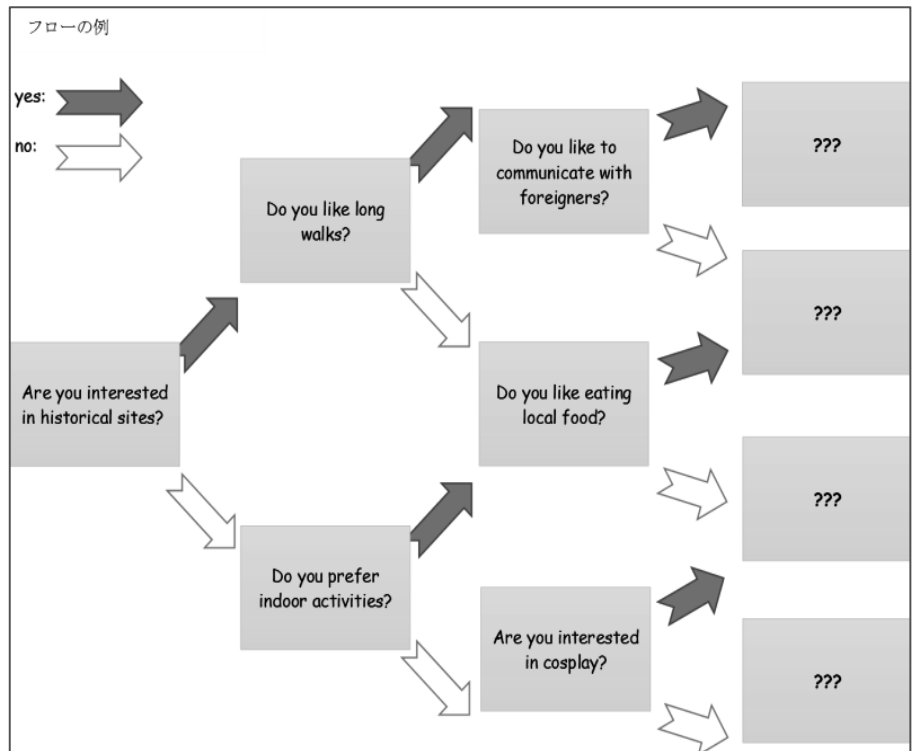 フローの例
yes:
no:
Do you like long
walks?
Do you like to
communicate with
foreigners?
???
???
Are you interested
in historical sites?
Do you like eating
local food?
???
Do you prefer
indoor activities?
Are you interested
in cosplay?
???